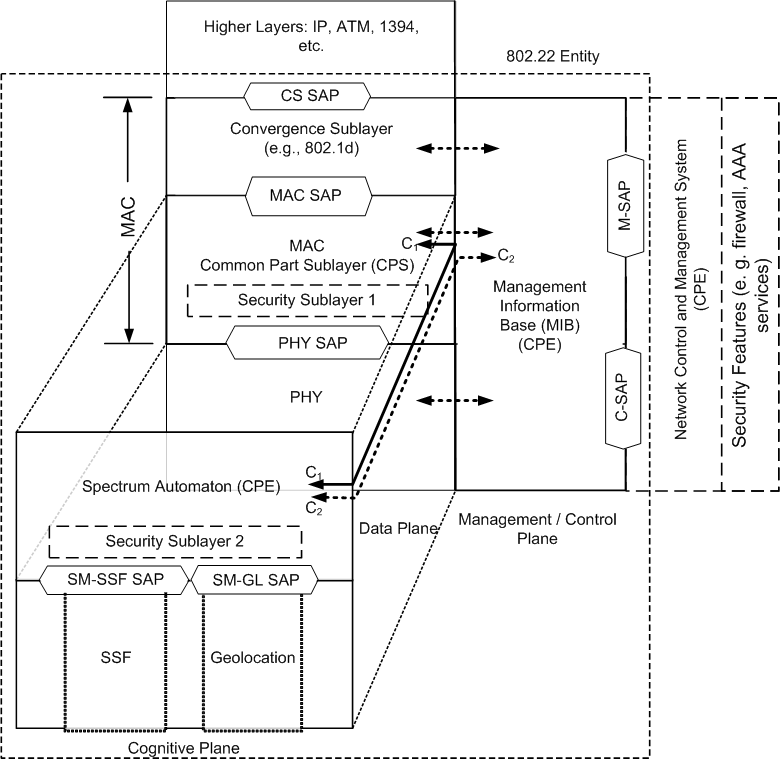 Higher Layers: IP, ATM, 1394,
etc.
802.22 Entity
CS SAP
Convergence Sublayer
(e.g., 802.1d)
MAC
MAC SAP
M-SAP
Network Control and Management System
(CPE)
Security Features (e. g. firewall, AAA
services)
MAC
Common Part Sublayer (CPS)
C1
C2
Security Sublayer 1
Management
Information
Base (MIB)
(CPE)
PHY SAP
C-SAP
PHY
Spectrum Automaton (CPE)
C1
C2
Data Plane
Management / Control
Plane
Security Sublayer 2
SM-SSF SAP
SM-GL SAP
SSF
Geolocation
Cognitive Plane